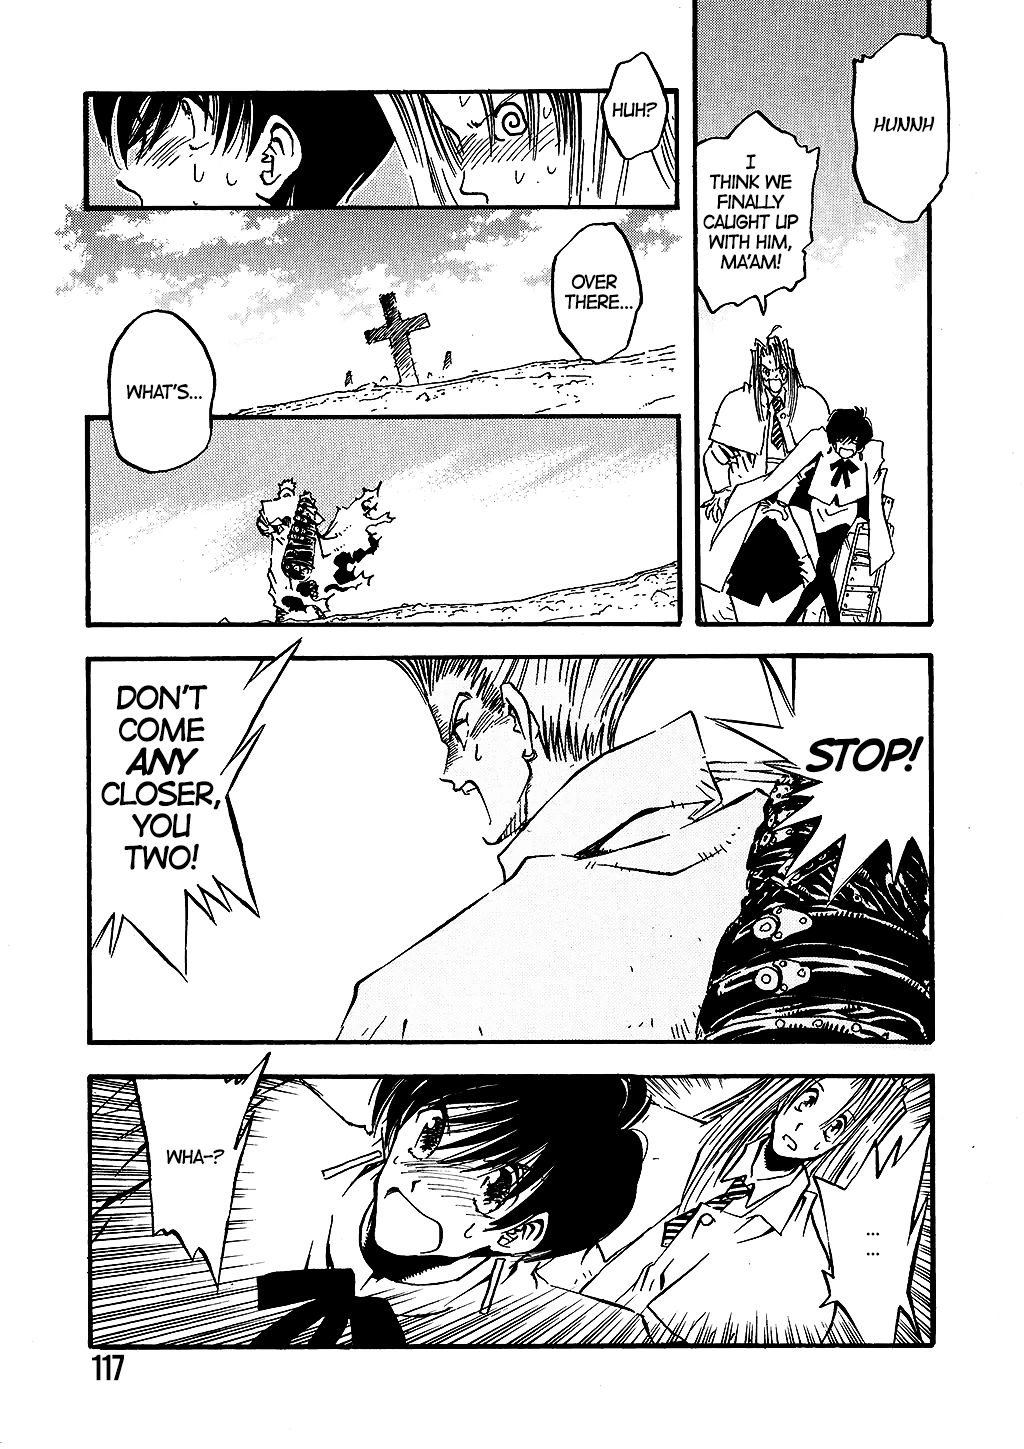 HUNNH
I
THINK WE
FINALLY
CAUGHT UP
WITH HIM,
MA'AM!
HUH?
OVER
THERE...
WHAT'S...
STOP!
DON'T
COME
ANY
CLOSER,
YOU
TWO!
...
...
WHA-?
117